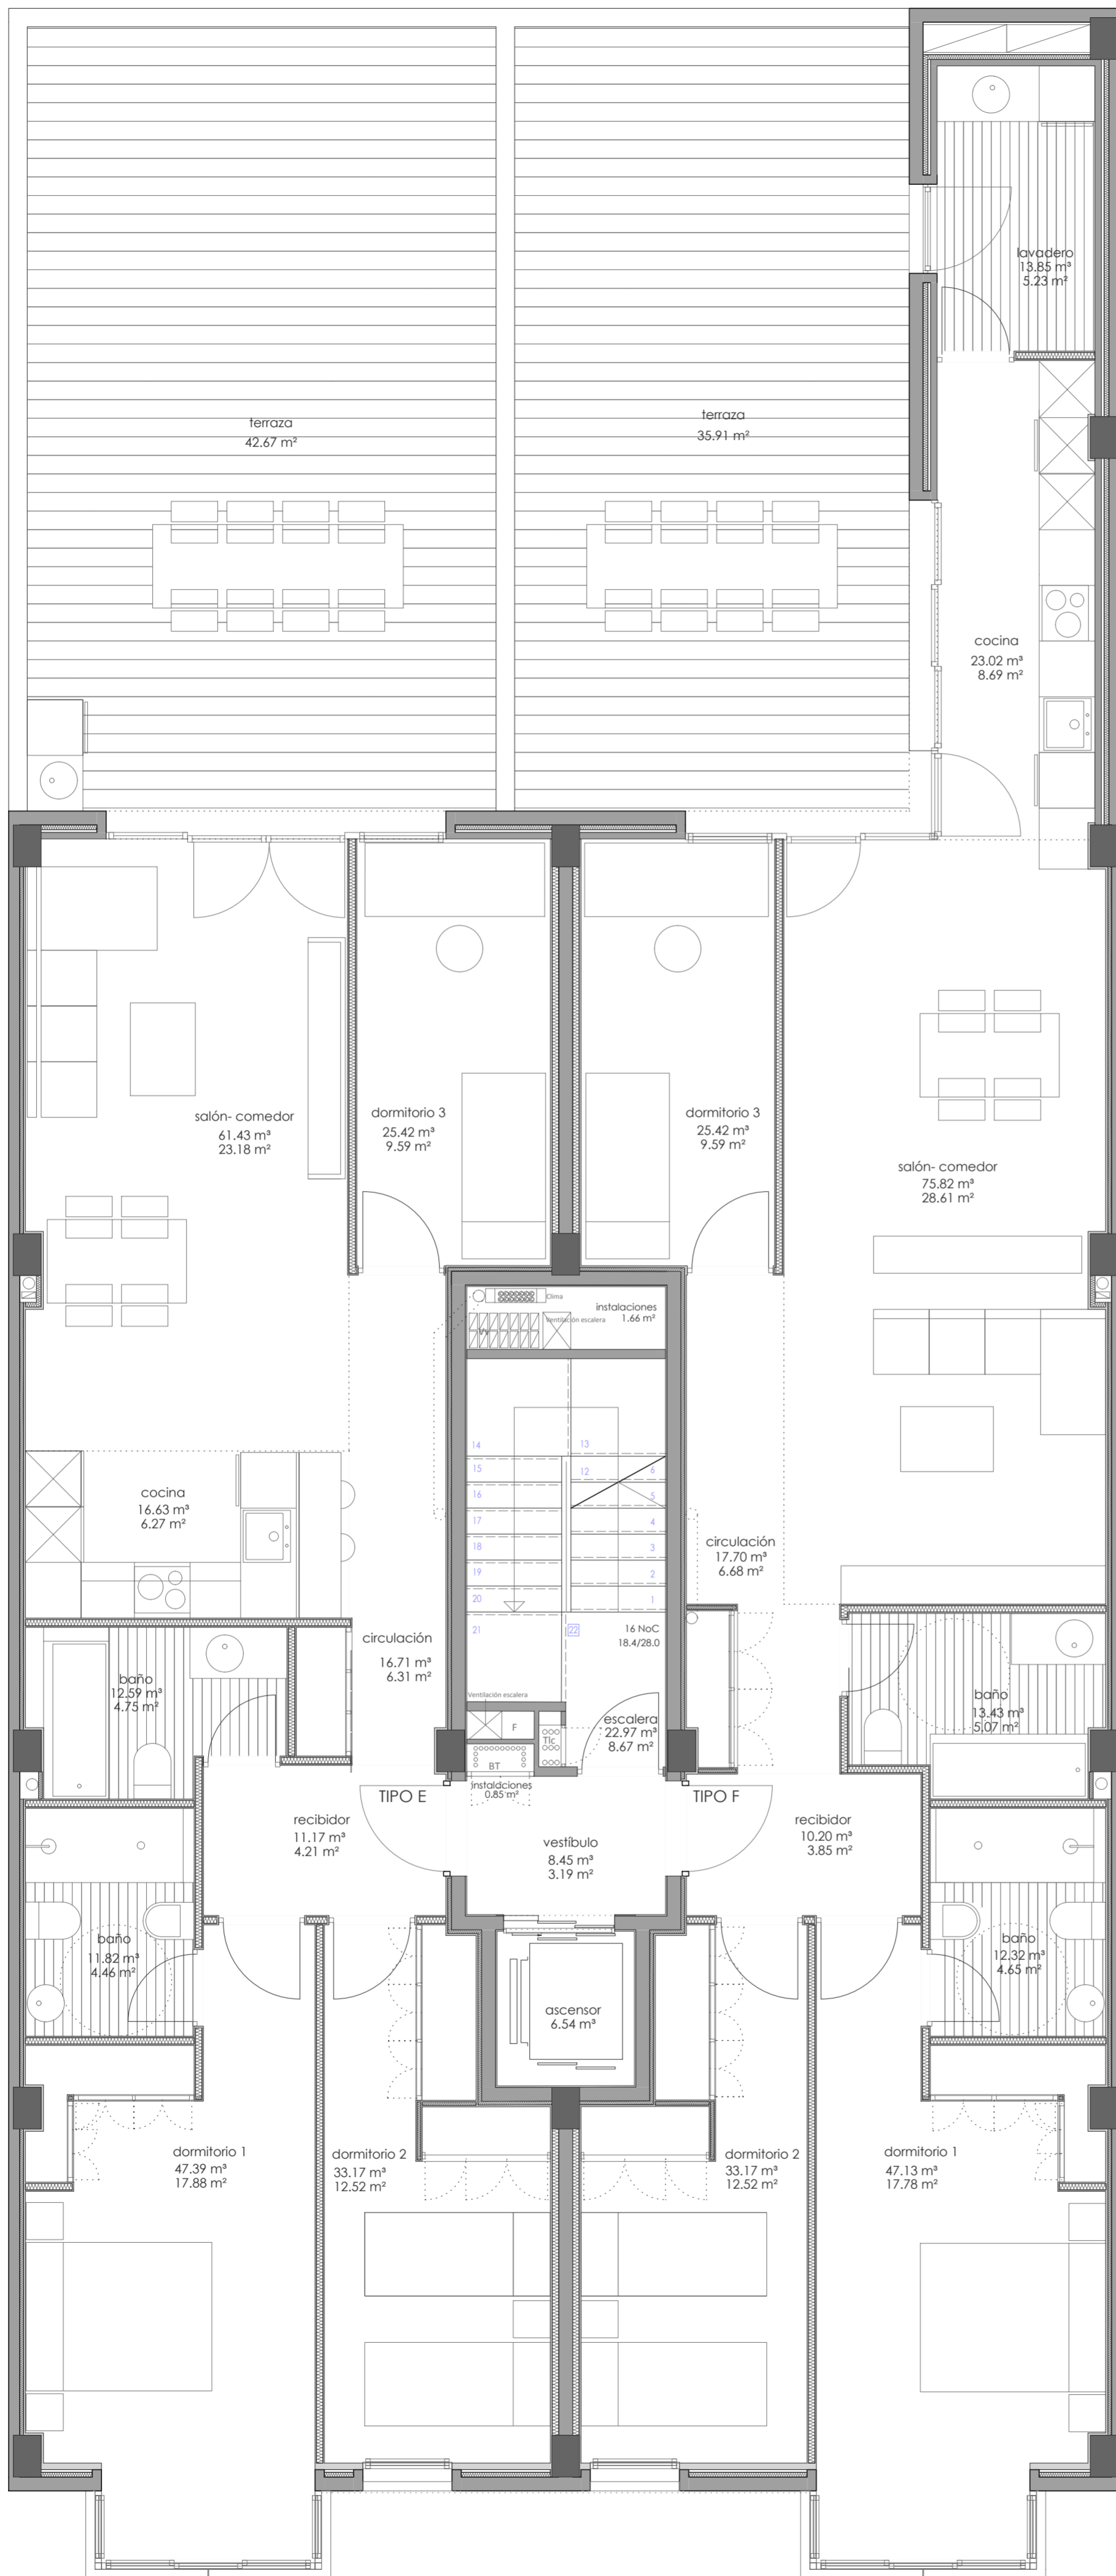 lavadero
13.85 m³
5.23 m²
terraza
42.67 m²
terraza
35.91 m²
cocina
23.02 m³
8.69 m²
salón- comedor
61.43 m³
23.18 m²
dormitorio 3
25.42 m³
9.59 m²
dormitorio 3
25.42 m³
9.59 m²
salón- comedor
75.82 m³
28.61 m²
Clima
Ventilación escalera
instalaciones
1.66 m²
14
15
16
17
18
19
20
21
13
12
6
5
4
3
2
1
22
16 NoC
18.4/28.0
cocina
16.63 m³
6.27 m²
circulación
17.70 m³
6.68 m²
circulación
16.71 m³
6.31 m²
baño
12.59 m³
4.75 m²
Ventilación escalera
F
Tlc
BT
escalera
22.97 m³
8.67 m²
baño
13.43 m³
5.07 m²
instalaciones
0.85 m²
TIPO E
TIPO F
recibidor
11.17 m³
4.21 m²
vestíbulo
8.45 m³
3.19 m²
recibidor
10.20 m³
3.85 m²
baño
11.82 m³
4.46 m²
baño
12.32 m³
4.65 m²
ascensor
6.54 m³
dormitorio 1
47.39 m³
17.88 m²
dormitorio 2
33.17 m³
12.52 m²
dormitorio 2
33.17 m³
12.52 m²
dormitorio 1
47.13 m³
17.78 m²